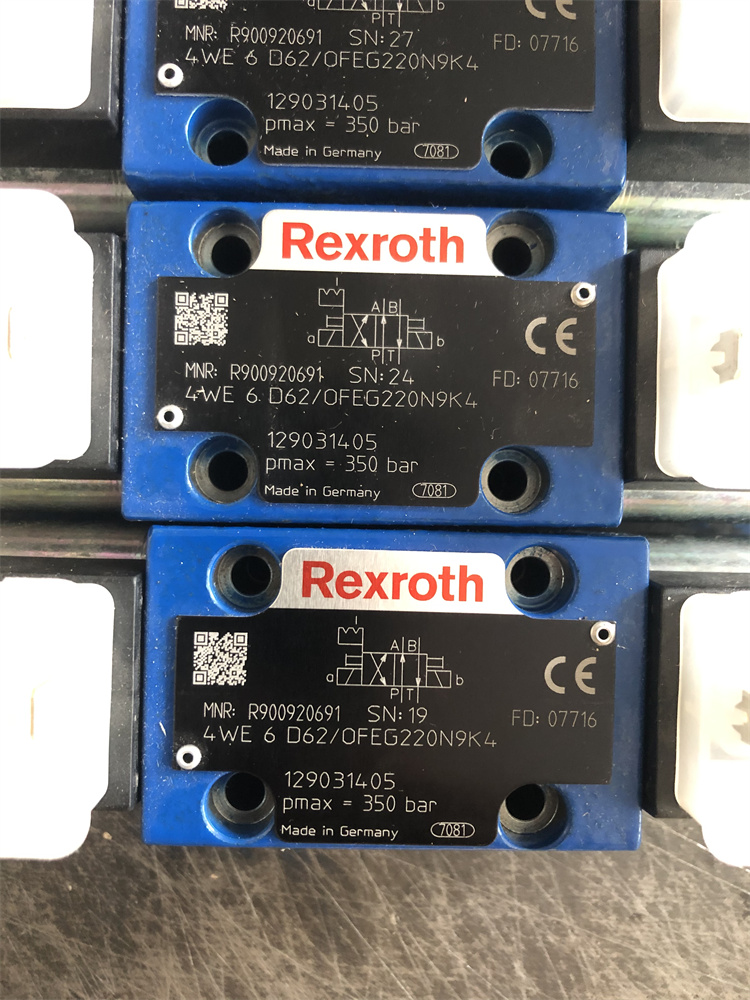 a b
P T
CE
MNR: R900920691 SN: 27 FD: 07716
4WE 6 D62/OFEG220N9K4
129031405
pmax = 350 bar
Made in Germany 7081
Rexroth
A B
a b
P T
CE
MNR: R900920691 SN: 24 FD: 07716
4WE 6 D62/OFEG220N9K4
129031405
pmax = 350 bar
Made in Germany 7081
Rexroth
A B
a b
P T
CE
MNR: R900920691 SN: 19 FD: 07716
4WE 6 D62/OFEG220N9K4
129031405
pmax = 350 bar
Made in Germany 7081